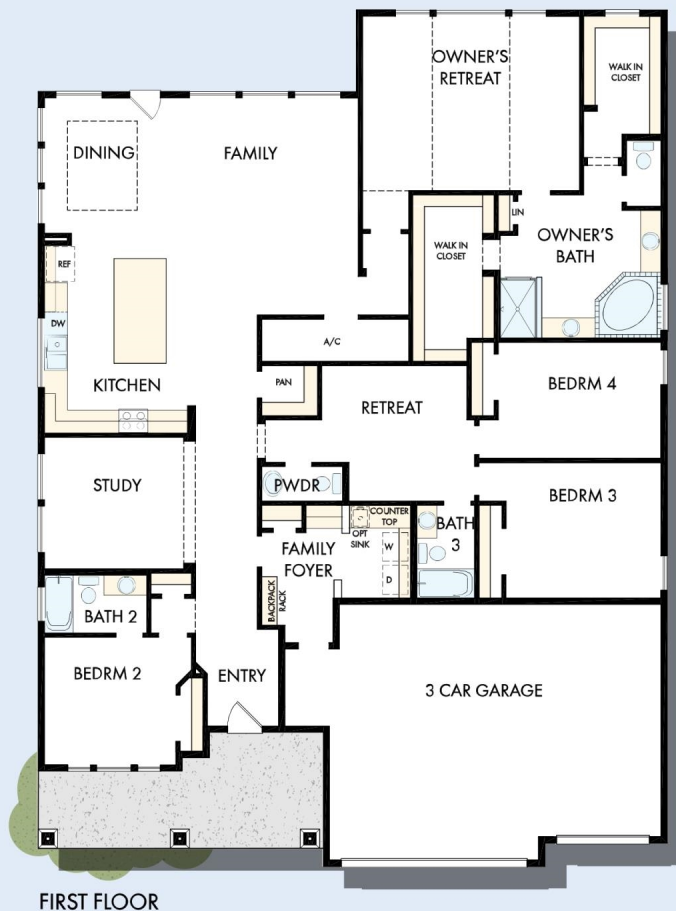 OWNER'S
RETREAT
WALK IN
CLOSET
DINING
FAMILY
LIN
OWNER'S
BATH
WALK IN
CLOSET
REF
DW
A/C
KITCHEN
PAN
RETREAT
BEDRM 4
STUDY
PWDR
BEDRM 3
COUNTER
TOP
OPT
SINK
W
D
BATH
3
FAMILY
FOYER
BACKPACK
RACK
BATH 2
BEDRM 2
ENTRY
3 CAR GARAGE
FIRST FLOOR